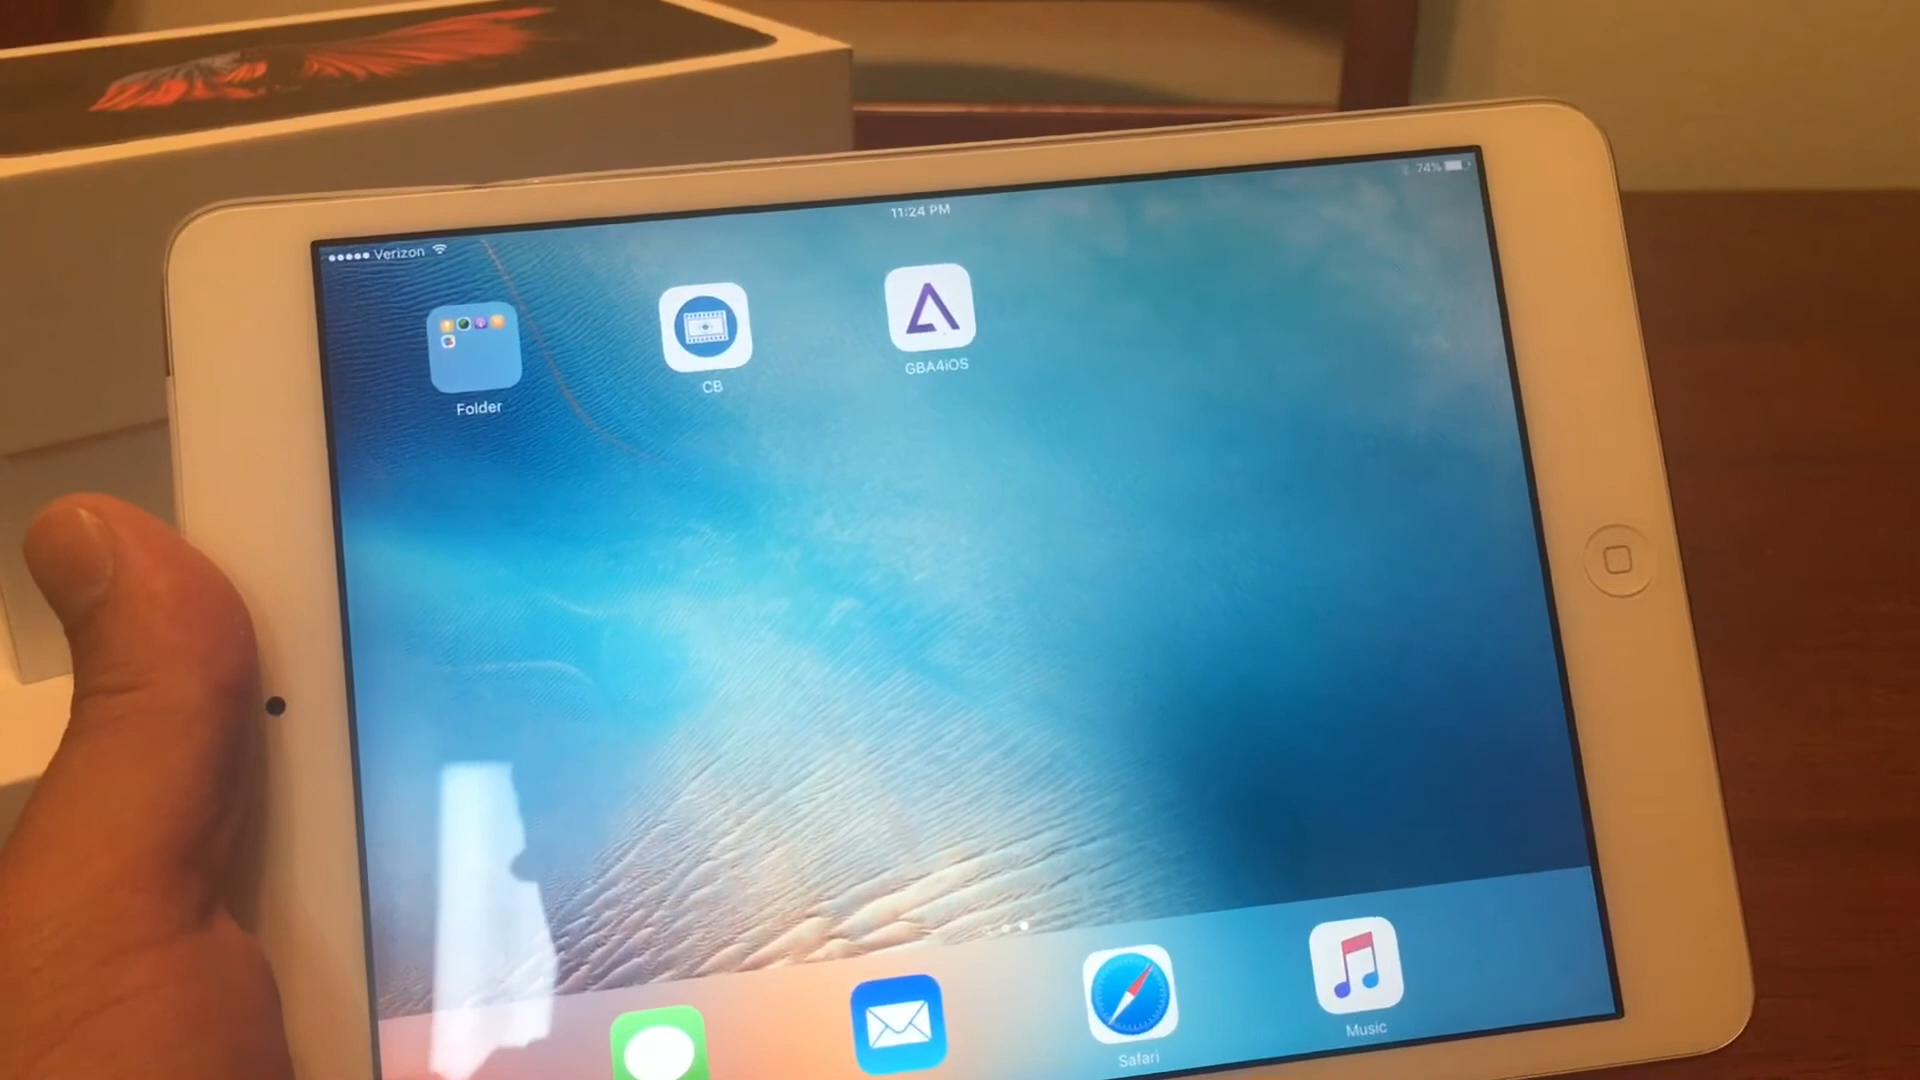 Verizon
11:24 PM
74%
Folder
CB
GBA4iOS
Safari
Music